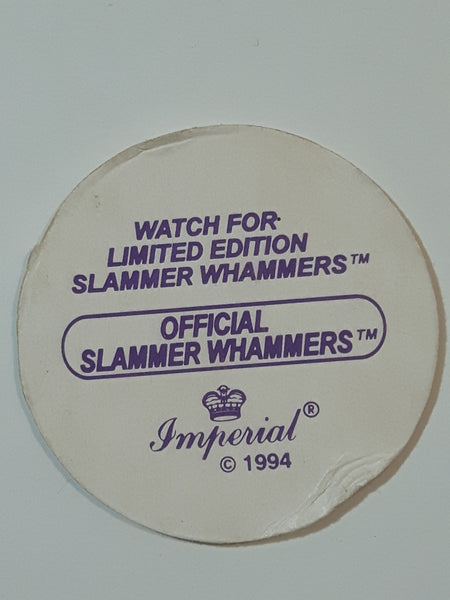 WATCH FOR
LIMITED EDITION
SLAMMER WHAMMERS™
OFFICIAL
SLAMMER WHAMMERS™
Imperial®
© 1994